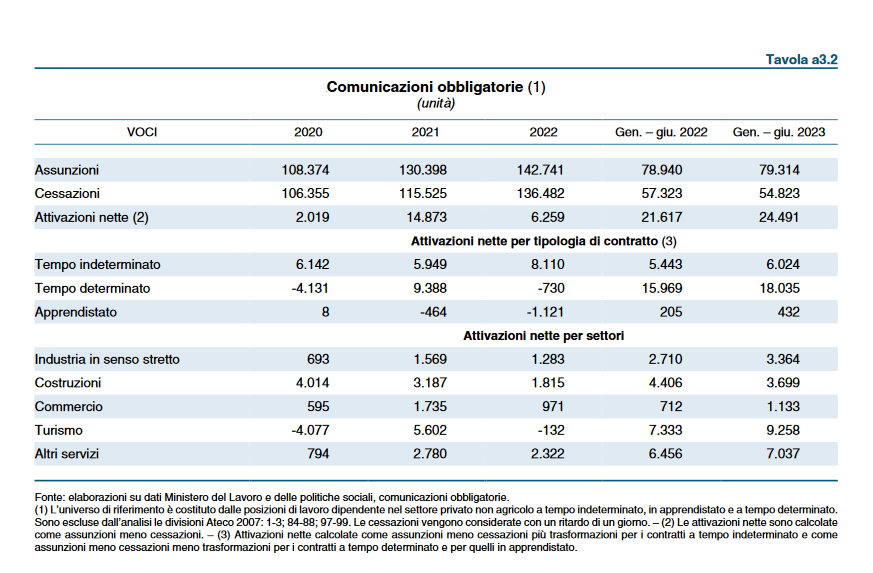 Tavola a3.2
Comunicazioni obbligatorie (1)
(unità)
VOCI 2020 2021 2022 Gen. – giu. 2022 Gen. – giu. 2023
Assunzioni 108.374 130.398 142.741 78.940 79.314
Cessazioni 106.355 115.525 136.482 57.323 54.823
Attivazioni nette (2) 2.019 14.873 6.259 21.617 24.491
Attivazioni nette per tipologia di contratto (3)
Tempo indeterminato 6.142 5.949 8.110 5.443 6.024
Tempo determinato -4.131 9.388 -730 15.969 18.035
Apprendistato 8 -464 -1.121 205 432
Attivazioni nette per settori
Industria in senso stretto 693 1.569 1.283 2.710 3.364
Costruzioni 4.014 3.187 1.815 4.406 3.699
Commercio 595 1.735 971 712 1.133
Turismo -4.077 5.602 -132 7.333 9.258
Altri servizi 794 2.780 2.322 6.456 7.037
Fonte: elaborazioni su dati Ministero del Lavoro e delle politiche sociali, comunicazioni obbligatorie.
(1) L'universo di riferimento è costituto dalle posizioni di lavoro dipendente nel settore privato non agricolo a tempo indeterminato, in apprendistato e a tempo determinato.
Sono escluse dall'analisi le divisioni Ateco 2007: 1-3; 84-88; 97-99. Le cessazioni vengono considerate con un ritardo di un giorno. – (2) Le attivazioni nette sono calcolate
come assunzioni meno cessazioni. – (3) Attivazioni nette calcolate come assunzioni meno cessazioni più trasformazioni per i contratti a tempo indeterminato e come
assunzioni meno cessazioni meno trasformazioni per i contratti a tempo determinato e per quelli in apprendistato.